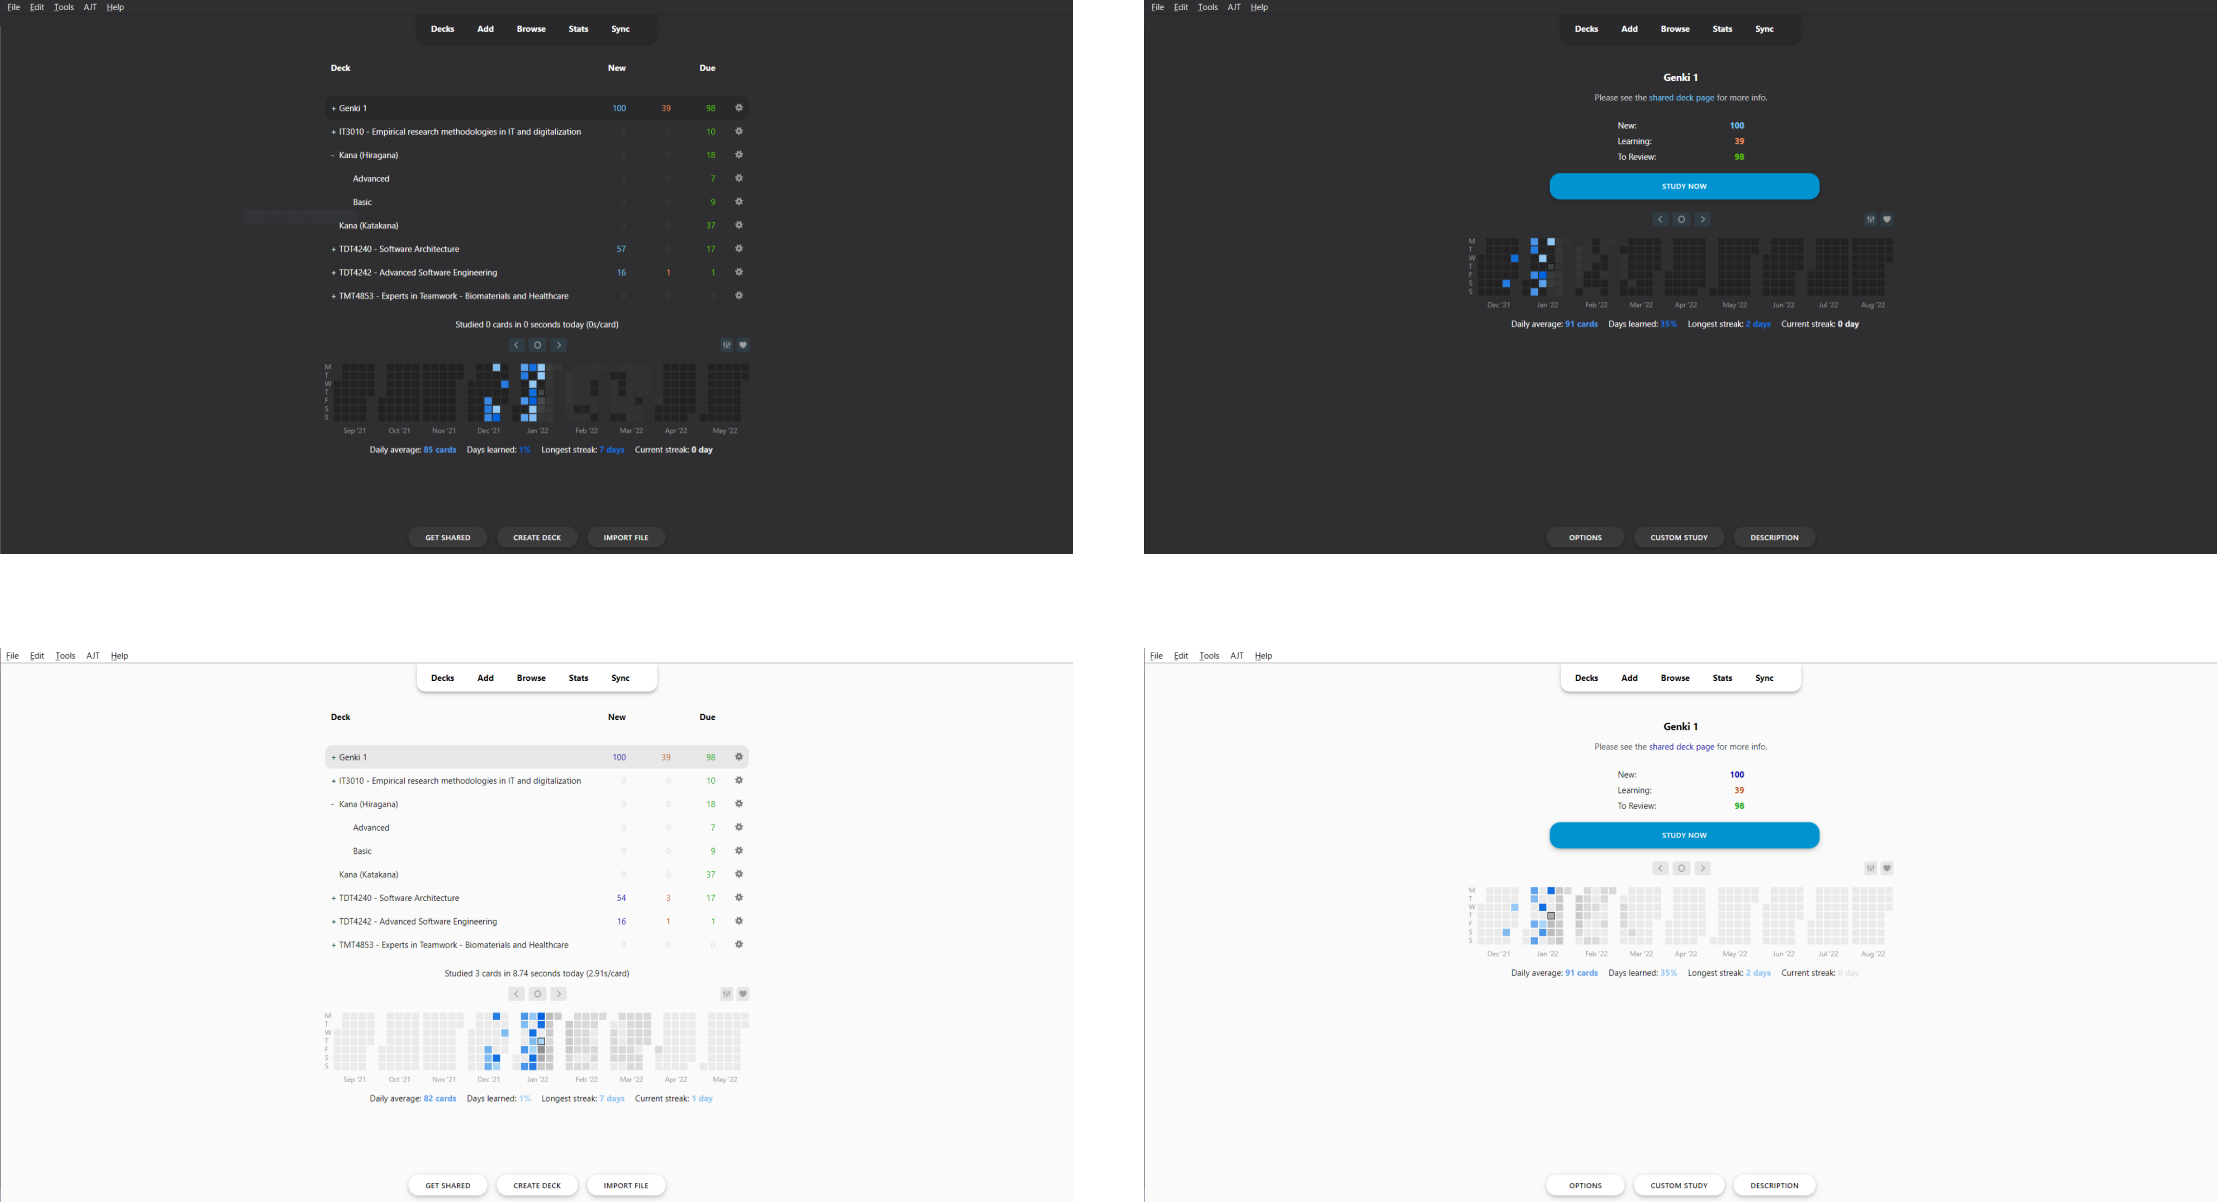 File Edit Tools AJT Help
Decks Add Browse Stats Sync
Deck New Due
+ Genki 1 100 39 98
+ IT3010 - Empirical research methodologies in IT and digitalization 10
- Kana (Hiragana) 18
Advanced 7
Basic 9
Kana (Katakana) 37
+ TDT4240 - Software Architecture 57 17
+ TDT4242 - Advanced Software Engineering 16 1 1
+ TMT4853 - Experts in Teamwork - Biomaterials and Healthcare
Studied 0 cards in 0 seconds today (0s/card)
M
T
W
T
F
S
S
Sep '21 Oct '21 Nov '21 Dec '21 Jan '22 Feb '22 Mar '22 Apr '22 May '22
Daily average: 85 cards Days learned: 1% Longest streak: 7 days Current streak: 0 day
GET SHARED CREATE DECK IMPORT FILE
File Edit Tools AJT Help
Decks Add Browse Stats Sync
Genki 1
Please see the shared deck page for more info.
New: 100
Learning: 39
To Review: 98
STUDY NOW
M
T
W
T
F
S
S
Dec '21 Jan '22 Feb '22 Mar '22 Apr '22 May '22 Jun '22 Jul '22 Aug '22
Daily average: 91 cards Days learned: 35% Longest streak: 2 days Current streak: 0 day
OPTIONS CUSTOM STUDY DESCRIPTION
File Edit Tools AJT Help
Decks Add Browse Stats Sync
Deck New Due
+ Genki 1 100 39 98
+ IT3010 - Empirical research methodologies in IT and digitalization 0 0 10
- Kana (Hiragana) 0 0 18
Advanced 0 0 7
Basic 0 0 9
Kana (Katakana) 0 0 37
+ TDT4240 - Software Architecture 54 3 17
+ TDT4242 - Advanced Software Engineering 16 1 1
+ TMT4853 - Experts in Teamwork - Biomaterials and Healthcare 0 0 0
Studied 3 cards in 8.74 seconds today (2.91s/card)
M
T
W
T
F
S
S
Sep '21 Oct '21 Nov '21 Dec '21 Jan '22 Feb '22 Mar '22 Apr '22 May '22
Daily average: 82 cards Days learned: 1% Longest streak: 7 days Current streak: 1 day
GET SHARED CREATE DECK IMPORT FILE
File Edit Tools AJT Help
Decks Add Browse Stats Sync
Genki 1
Please see the shared deck page for more info.
New: 100
Learning: 39
To Review: 98
STUDY NOW
M
T
W
T
F
S
S
Dec '21 Jan '22 Feb '22 Mar '22 Apr '22 May '22 Jun '22 Jul '22 Aug '22
Daily average: 91 cards Days learned: 35% Longest streak: 2 days Current streak: 0 day
OPTIONS CUSTOM STUDY DESCRIPTION